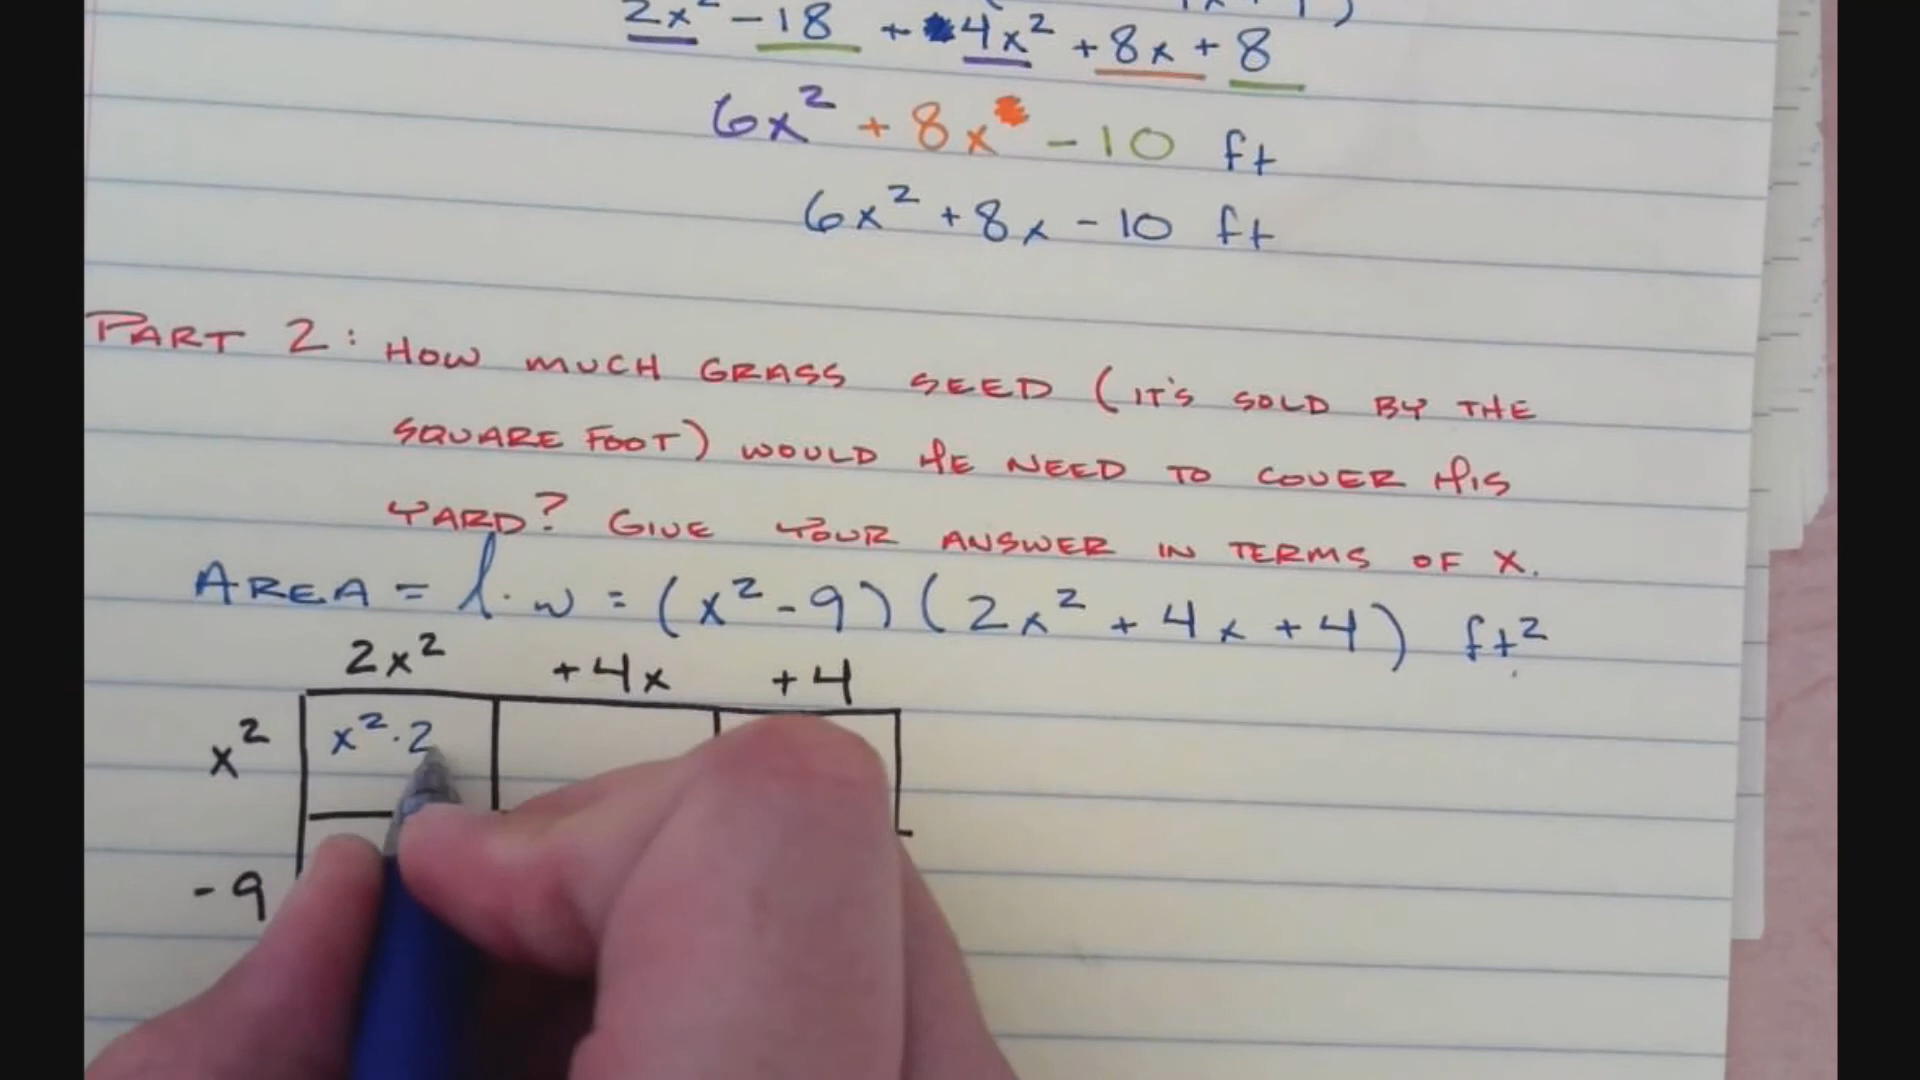 2x² - 18 + 4x² + 8x + 8
6x² + 8x - 10 ft
6x² + 8x - 10 ft
PART 2: HOW MUCH GRASS SEED (IT'S SOLD BY THE
SQUARE FOOT) WOULD HE NEED TO COVER HIS
YARD? GIVE YOUR ANSWER IN TERMS OF X.
AREA = l·w = (x² - 9)(2x² + 4x + 4) ft²
2x² +4x +4
x² x²·2
-9